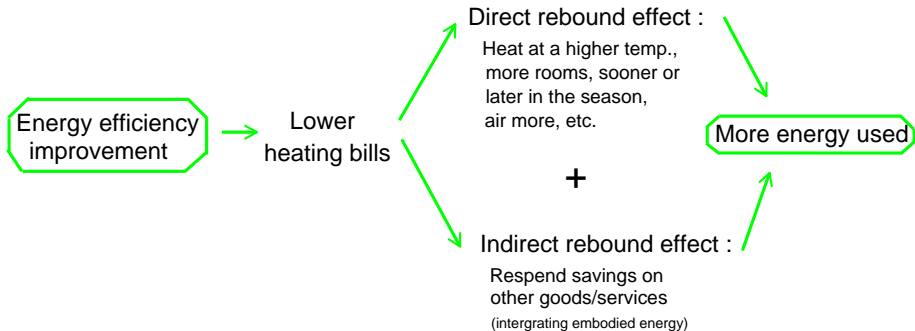 Energy efficiency
improvement
Lower
heating bills
Direct rebound effect :
Heat at a higher temp.,
more rooms, sooner or
later in the season,
air more, etc.
+
Indirect rebound effect :
Respend savings on
other goods/services
(intergrating embodied energy)
More energy used